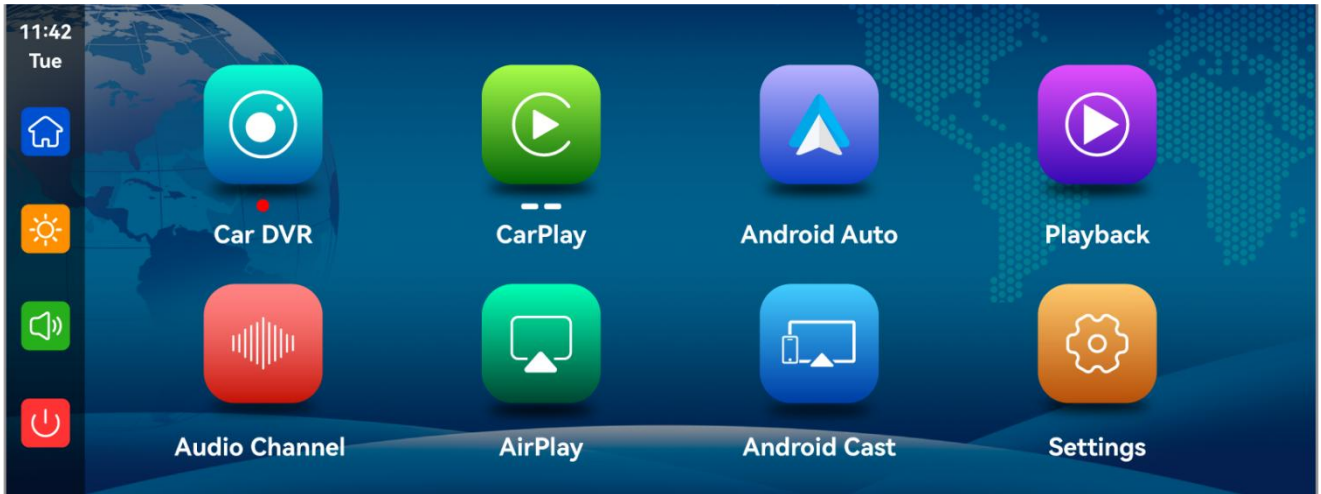 11:42
Tue
Car DVR
CarPlay
Android Auto
Playback
Audio Channel
AirPlay
Android Cast
Settings